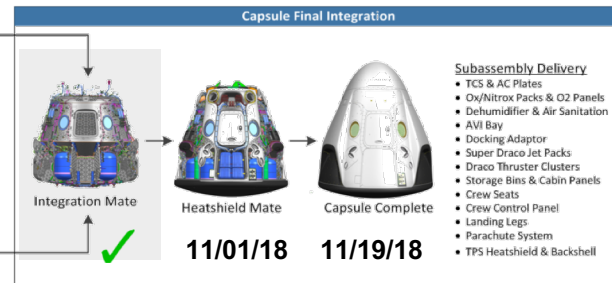 Capsule Final Integration
Integration Mate
Heatshield Mate
Capsule Complete
11/01/18
11/19/18
Subassembly Delivery
• TCS & AC Plates
• Ox/Nitrox Packs & O2 Panels
• Dehumidifier & Air Sanitation
• AVI Bay
• Docking Adaptor
• Super Draco Jet Packs
• Draco Thruster Clusters
• Storage Bins & Cabin Panels
• Crew Seats
• Crew Control Panel
• Landing Legs
• Parachute System
• TPS Heatshield & Backshell